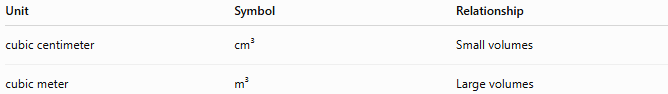 Unit Symbol Relationship
cubic centimeter cm³ Small volumes
cubic meter m³ Large volumes